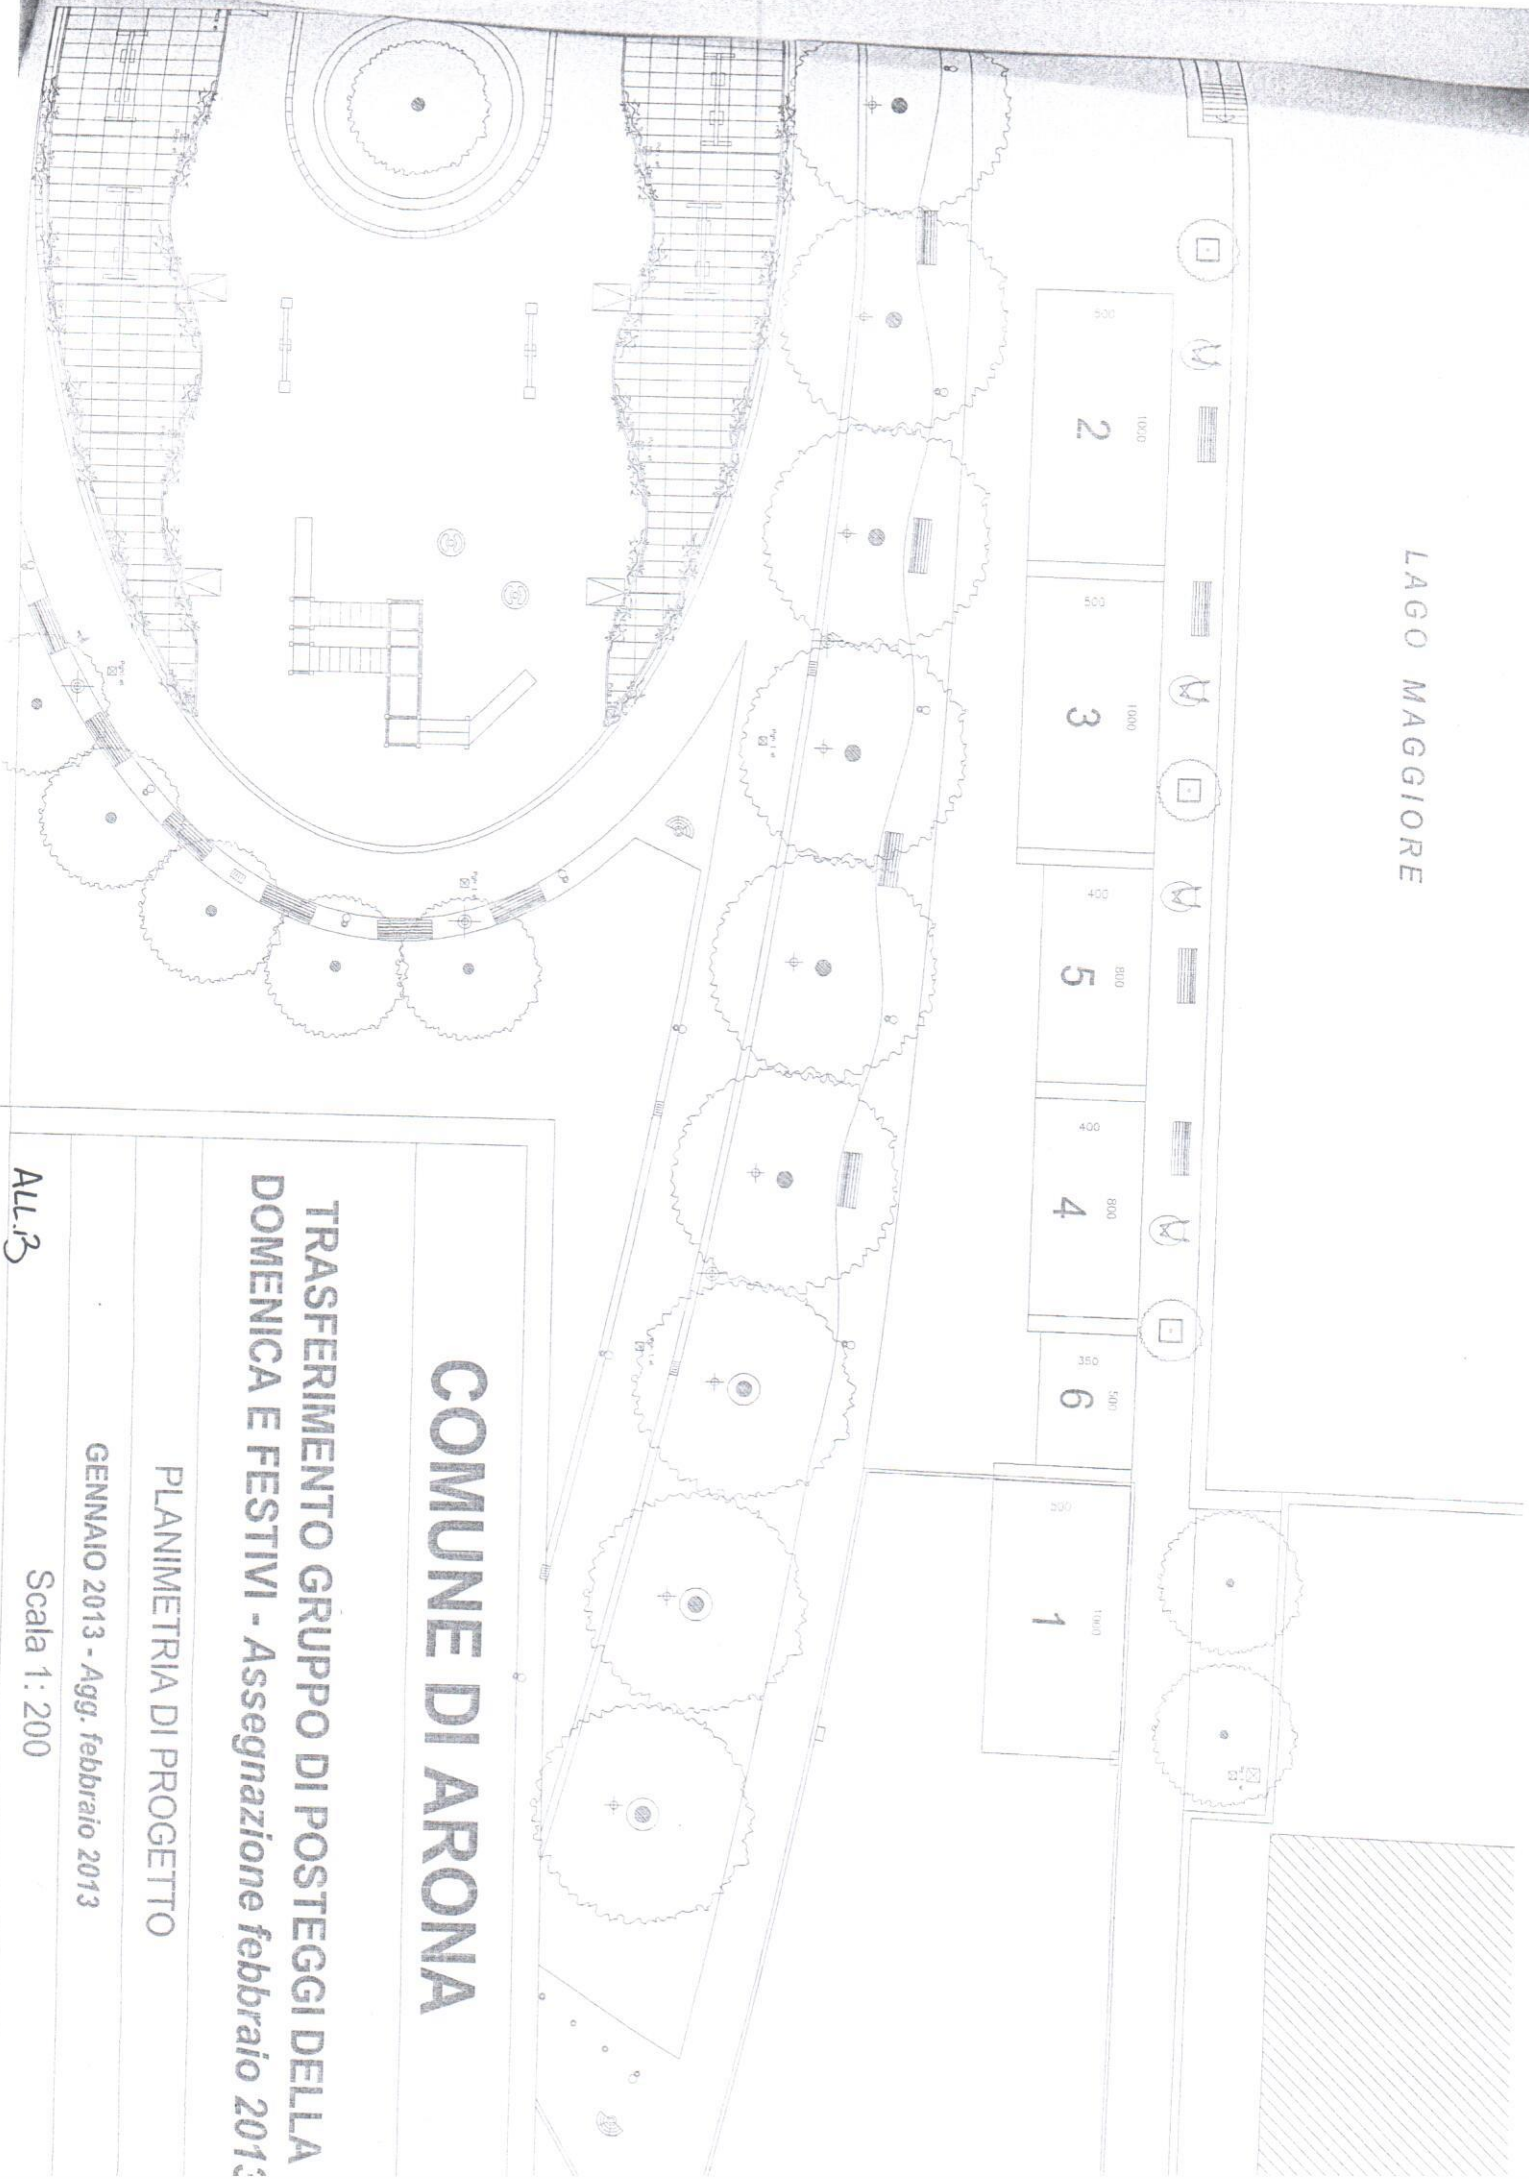 LAGO MAGGIORE
500
1000
2
500
1000
3
400
800
5
400
800
4
350
500
6
500
1000
1
COMUNE DI ARONA
TRASFERIMENTO GRUPPO DI POSTEGGI DELLA
DOMENICA E FESTIVI - Assegnazione febbraio 2013
PLANIMETRIA DI PROGETTO
GENNAIO 2013 - Agg. febbraio 2013
Scala 1: 200
ALL.B